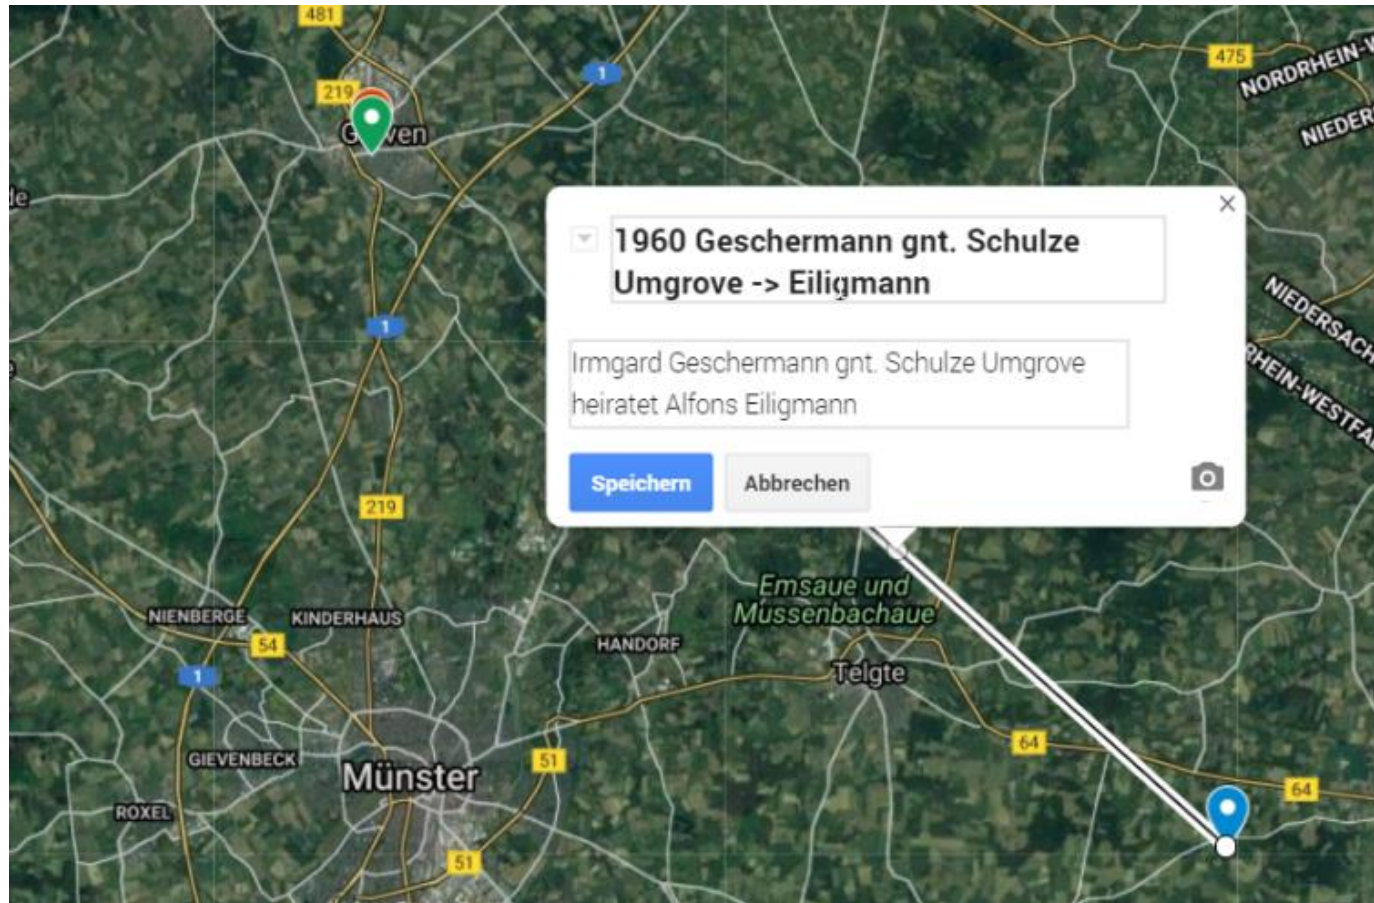 481
1
475
NORDRHEIN-W
219
NIEDER
de
1960 Geschermann gnt. Schulze
Umgrove -> Eiligmann
NIEDERSACH
RHEIN-WESTFA
1
Irmgard Geschermann gnt. Schulze Umgrove
heiratet Alfons Eiligmann
Speichern Abbrechen
219
Emsaue und
Mussenbachaue
NIENBERGE
KINDERHAUS
54
HANDORF
1
Telgte
64
GIEVENBECK
51
Münster
64
ROXEL
51